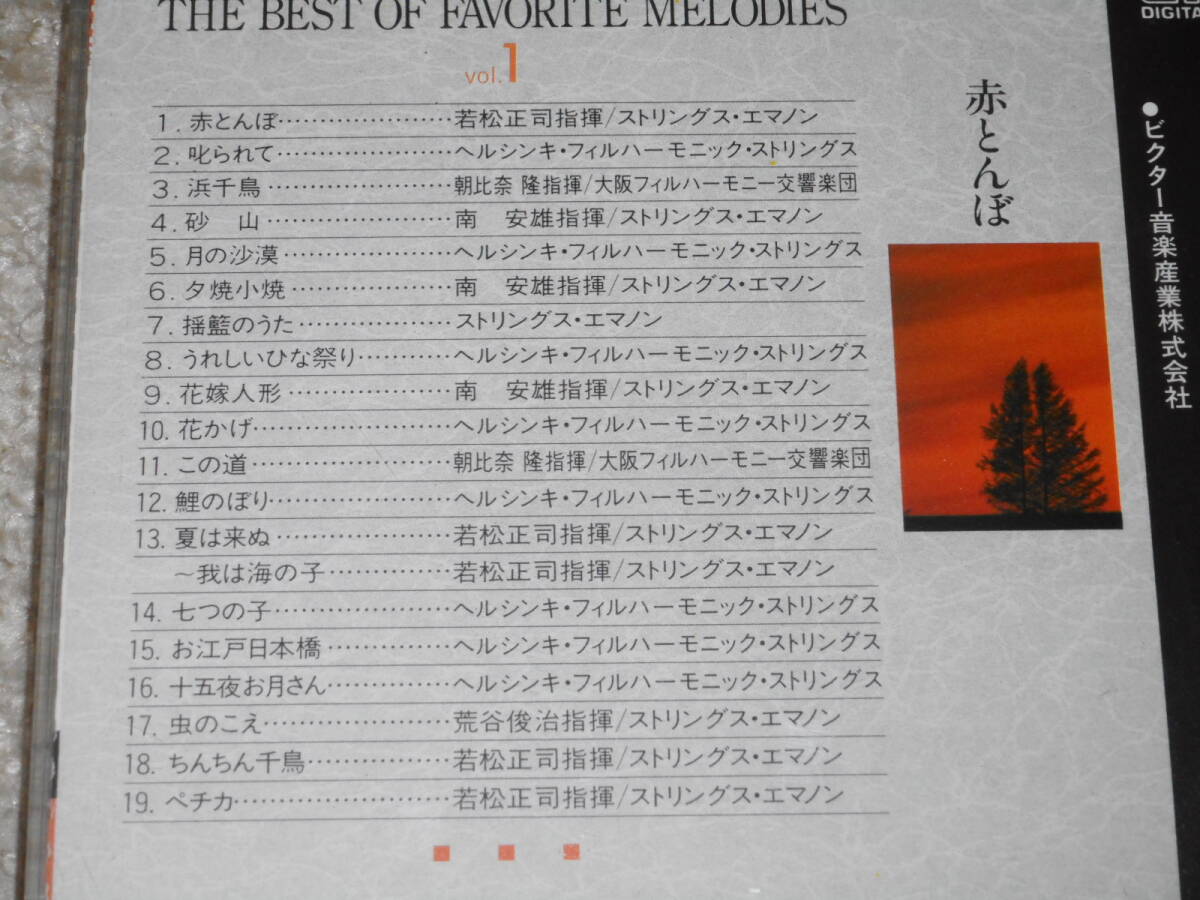 THE BEST OF FAVORITE MELODIES
vol.1
1. 赤とんぼ…………………若松正司指揮/ストリングス・エマノン
2. 叱られて…………………ヘルシンキ・フィルハーモニック・ストリングス
3. 浜千鳥…………………朝比奈 隆指揮/大阪フィルハーモニー交響楽団
4. 砂　山…………………南　安雄指揮/ストリングス・エマノン
5. 月の沙漠…………………ヘルシンキ・フィルハーモニック・ストリングス
6. 夕焼小焼…………………南　安雄指揮/ストリングス・エマノン
7. 揺籃のうた………………ストリングス・エマノン
8. うれしいひな祭り…………ヘルシンキ・フィルハーモニック・ストリングス
9. 花嫁人形…………………南　安雄指揮/ストリングス・エマノン
10. 花かげ……………………ヘルシンキ・フィルハーモニック・ストリングス
11. この道……………………朝比奈 隆指揮/大阪フィルハーモニー交響楽団
12. 鯉のぼり…………………ヘルシンキ・フィルハーモニック・ストリングス
13. 夏は来ぬ…………………若松正司指揮/ストリングス・エマノン
～我は海の子……………若松正司指揮/ストリングス・エマノン
14. 七つの子…………………ヘルシンキ・フィルハーモニック・ストリングス
15. お江戸日本橋……………ヘルシンキ・フィルハーモニック・ストリングス
16. 十五夜お月さん……………ヘルシンキ・フィルハーモニック・ストリングス
17. 虫のこえ…………………荒谷俊治指揮/ストリングス・エマノン
18. ちんちん千鳥………………若松正司指揮/ストリングス・エマノン
19. ペチカ……………………若松正司指揮/ストリングス・エマノン
赤とんぼ
DIGITA
●ビクター音楽産業株式会社